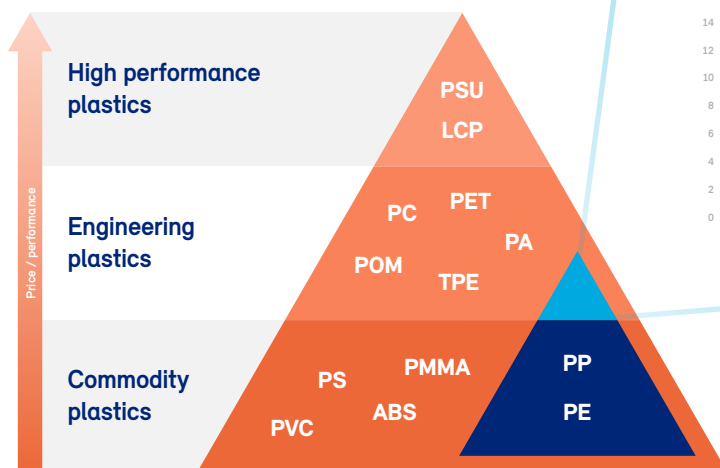 High performance
plastics
PSU
LCP
Engineering
plastics
PC
PET
PA
POM
TPE
Commodity
plastics
PS
PMMA
PVC
ABS
PP
PE
Price / performance
14
12
10
8
6
4
2
0